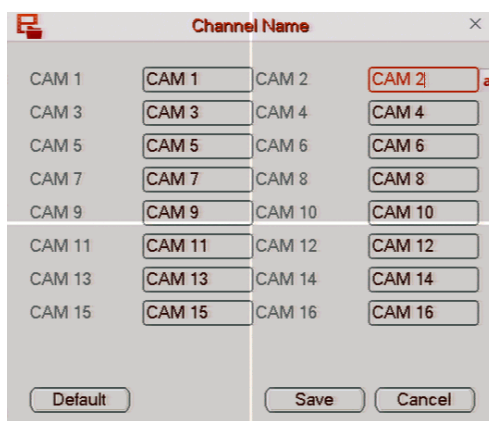 Channel Name
CAM 1 CAM 1 CAM 2 CAM 2
CAM 3 CAM 3 CAM 4 CAM 4
CAM 5 CAM 5 CAM 6 CAM 6
CAM 7 CAM 7 CAM 8 CAM 8
CAM 9 CAM 9 CAM 10 CAM 10
CAM 11 CAM 11 CAM 12 CAM 12
CAM 13 CAM 13 CAM 14 CAM 14
CAM 15 CAM 15 CAM 16 CAM 16
Default Save Cancel